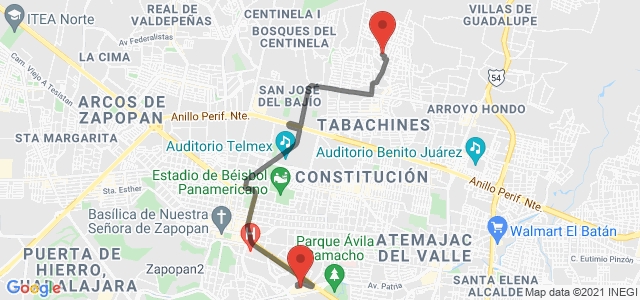 ITEA Norte
REAL DE
VALDEPEÑAS
CENTINELA I
BOSQUES DEL
CENTINELA
VILLAS DE
GUADALUPE
Av Federalistas
LA CIMA
Cam. Viejo A Tesistan
54
SAN JOSÉ
DEL BAJÍO
ARCOS DE
ZAPOPAN
Anillo Perif. Nte.
ARROYO HONDO
TABACHINES
STA MARGARITA
Auditorio Telmex
Auditorio Benito Juárez
Estadio de Béisbol
Panamericano
CONSTITUCIÓN
Anillo Perif. Nte.
Sta. Esther
Basílica de Nuestra
Señora de Zapopan
Walmart El Batán
PUERTA DE
HIERRO,
JALAJARA
Zapopan2
Parque Ávila
Camacho
ATEMAJAC
DEL VALLE
C. Eutimio Pinzón
Av. Patria
SANTA ELENA
ALCALDE
Google
Map data ©2021 INEGI